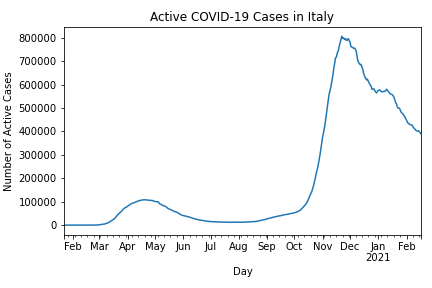 Active COVID-19 Cases in Italy
Number of Active Cases
800000
700000
600000
500000
400000
300000
200000
100000
0
Feb Mar Apr May Jun Jul Aug Sep Oct Nov Dec Jan Feb
2021
Day